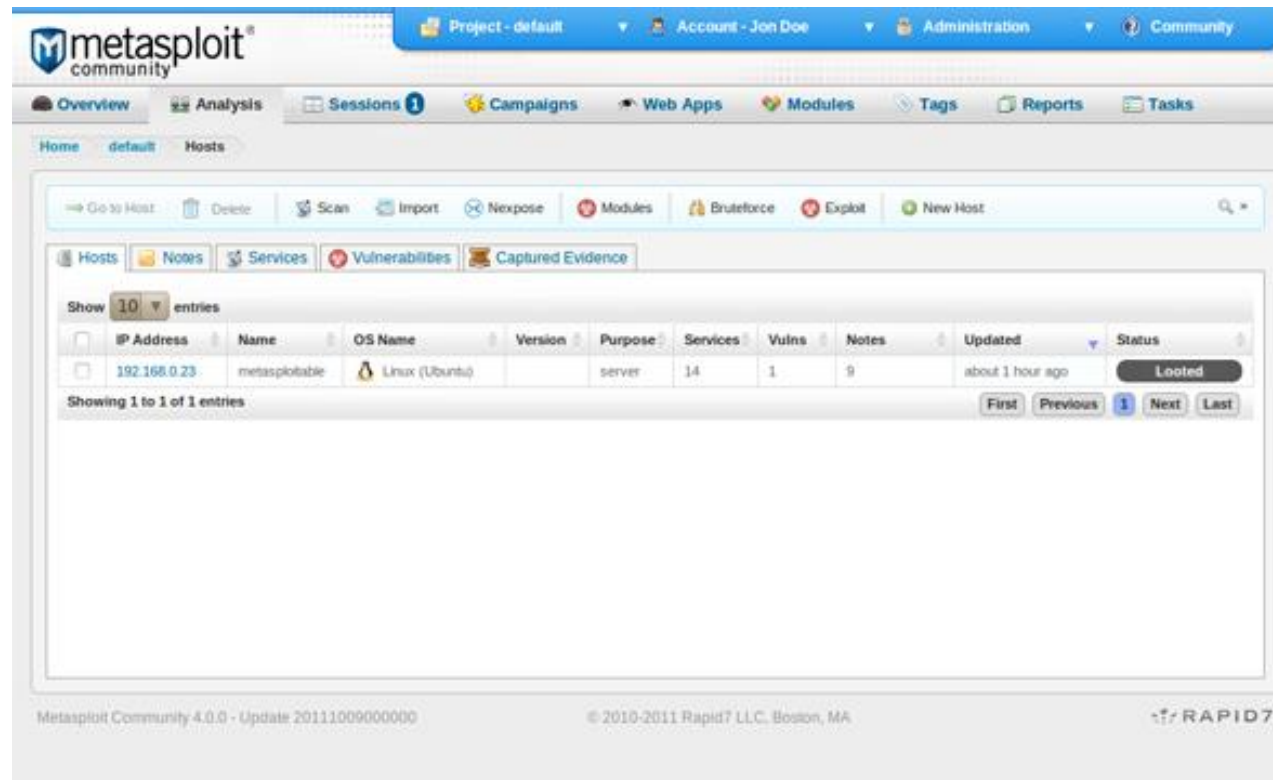 metasploit®
community
Project - default Account - Jon Doe Administration Community
Overview Analysis Sessions 1 Campaigns Web Apps Modules Tags Reports Tasks
Home default Hosts
Go to Host Delete Scan Import Nexpose Modules Bruteforce Exploit New Host
Hosts Notes Services Vulnerabilities Captured Evidence
Show 10 entries
IP Address Name OS Name Version Purpose Services Vulns Notes Updated Status
192.168.0.23 metasploitable Linux (Ubuntu) server 14 1 9 about 1 hour ago Looted
Showing 1 to 1 of 1 entries First Previous 1 Next Last
Metasploit Community 4.0.0 - Update 20111009000000 © 2010-2011 Rapid7 LLC, Boston, MA RAPID7